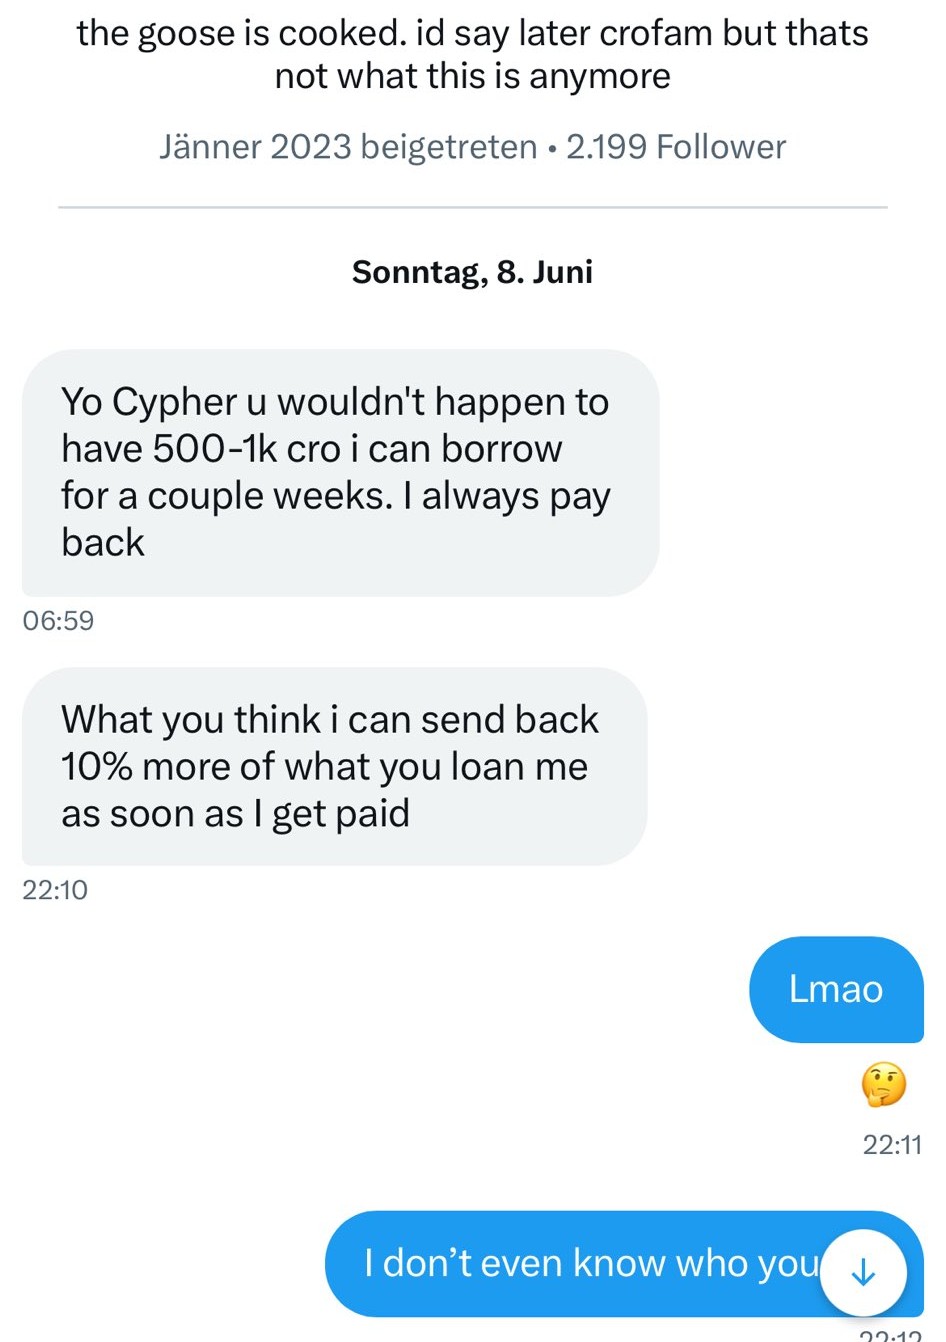 the goose is cooked. id say later crofam but thats
not what this is anymore
Jänner 2023 beigetreten • 2.199 Follower
Sonntag, 8. Juni
Yo Cypher u wouldn't happen to
have 500-1k cro i can borrow
for a couple weeks. I always pay
back
06:59
What you think i can send back
10% more of what you loan me
as soon as I get paid
22:10
Lmao
🤔
22:11
I don’t even know who you
22:12